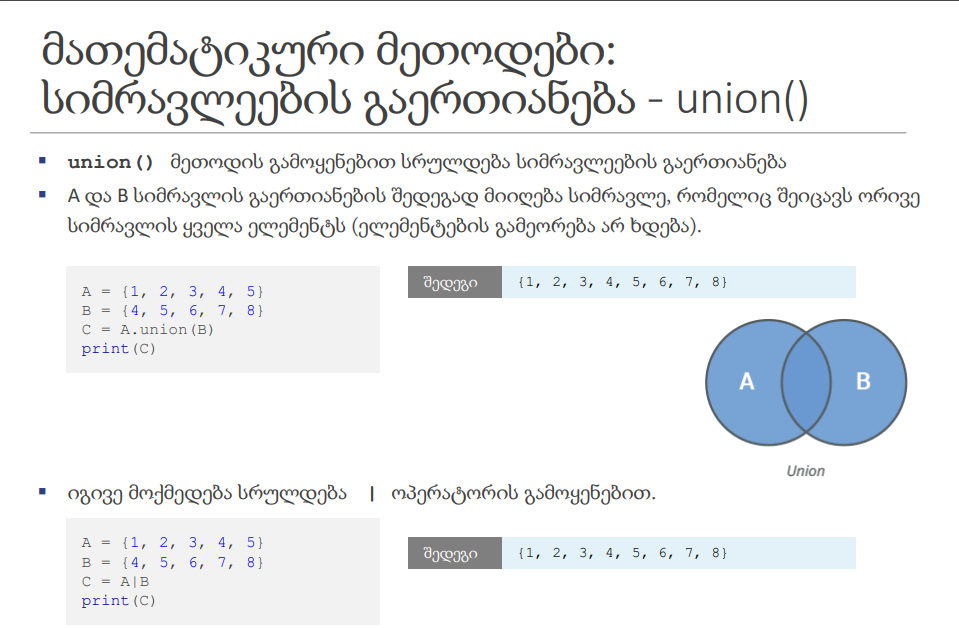 მათემატიკური მეთოდები:
სიმრავლეების გაერთიანება - union()
▪ union() მეთოდის გამოყენებით სრულდება სიმრავლეების გაერთიანება
▪ A და B სიმრავლის გაერთიანების შედეგად მიიღება სიმრავლე, რომელიც შეიცავს ორივე
სიმრავლის ყველა ელემენტს (ელემენტების გამეორება არ ხდება).
A = {1, 2, 3, 4, 5}
B = {4, 5, 6, 7, 8}
C = A.union(B)
print(C)
შედეგი {1, 2, 3, 4, 5, 6, 7, 8}
A B
Union
▪ იგივე მოქმედება სრულდება | ოპერატორის გამოყენებით.
A = {1, 2, 3, 4, 5}
B = {4, 5, 6, 7, 8}
C = A|B
print(C)
შედეგი {1, 2, 3, 4, 5, 6, 7, 8}